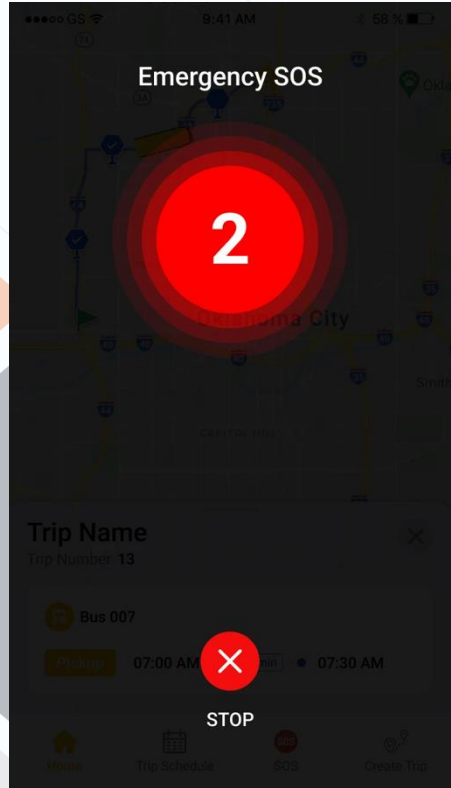 GS 9:41 AM 58 %
Emergency SOS
2
Oklahoma City
Trip Name
Trip Number 13
Bus 007
Pickup 07:00 AM 07:30 AM
STOP
Home Trip Schedule SOS Create Trip